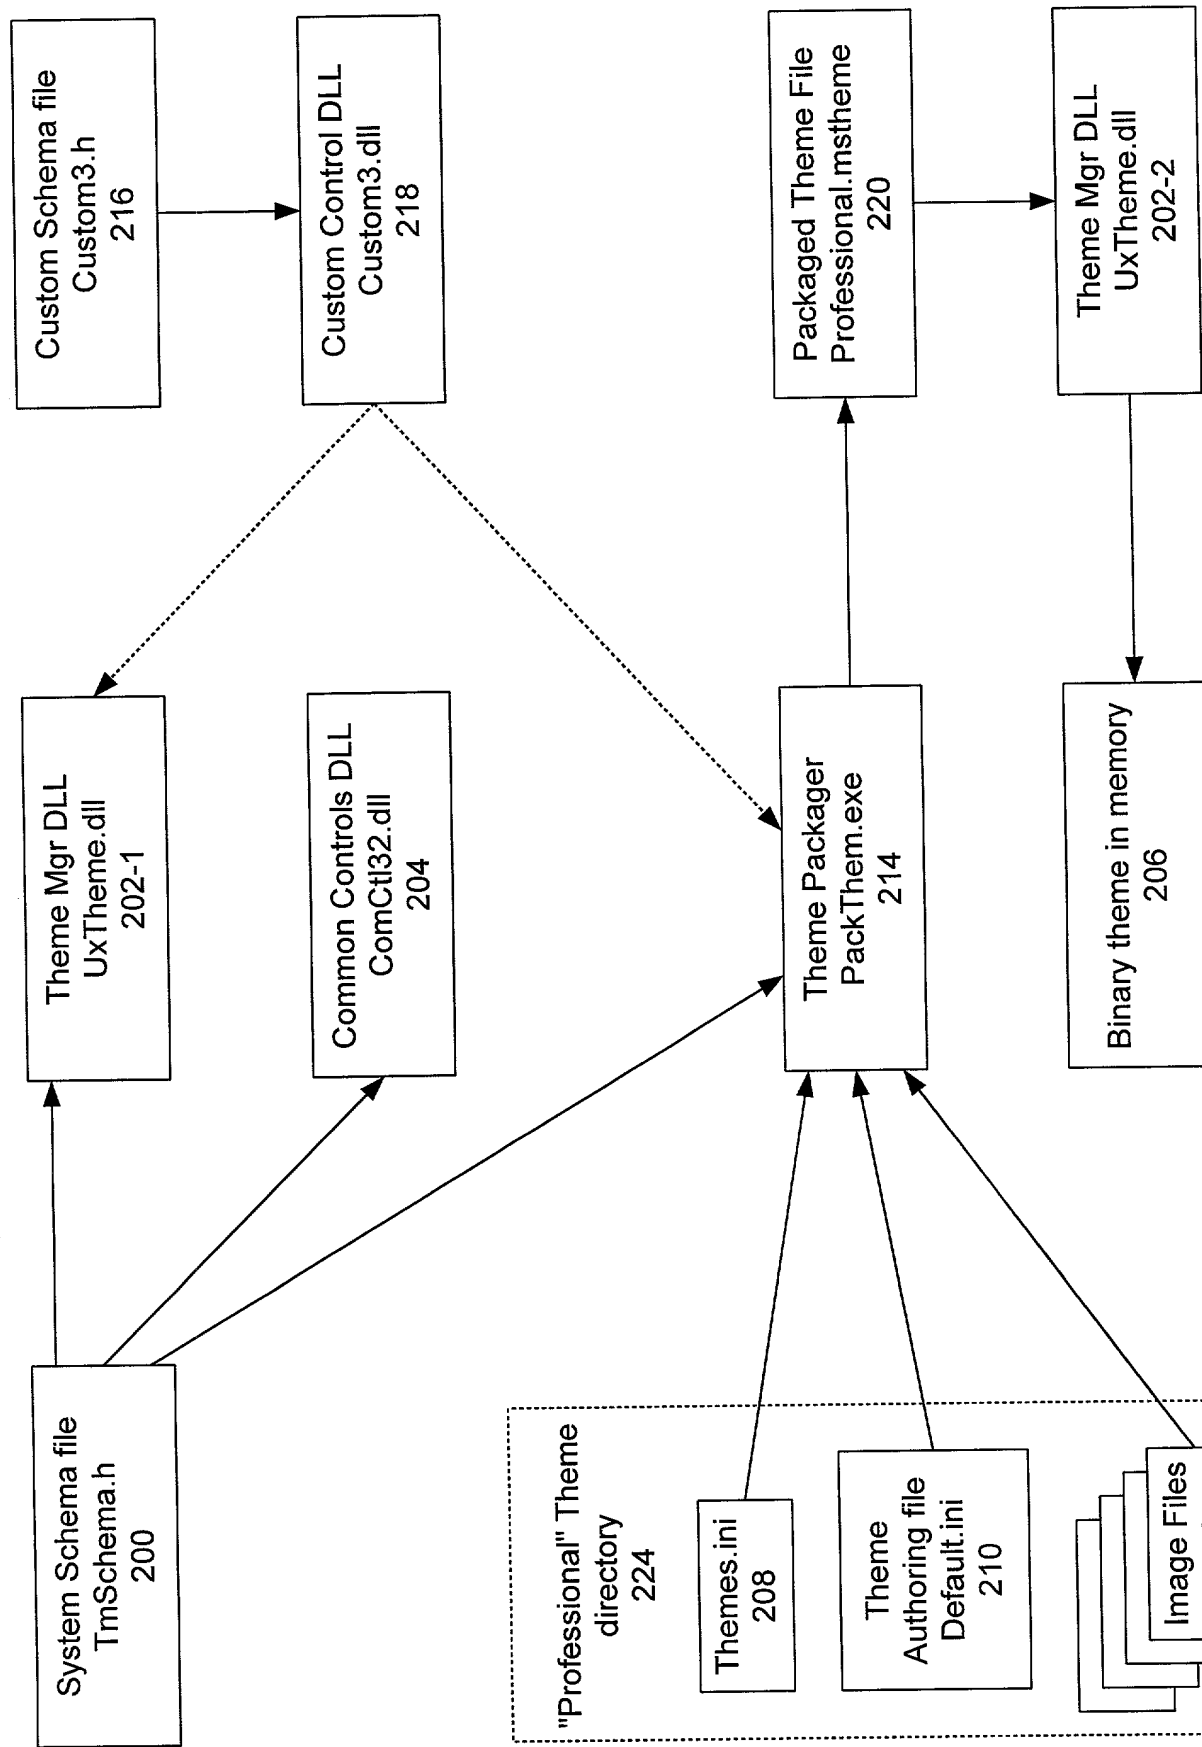 System Schema file
TmSchema.h
200
Theme Mgr DLL
UxTheme.dll
202-1
Custom Schema file
Custom3.h
216
Common Controls DLL
ComCtl32.dll
204
Custom Control DLL
Custom3.dll
218
"Professional" Theme
directory
224
Themes.ini
208
Theme
Authoring file
Default.ini
210
Image Files
Theme Packager
PackThem.exe
214
Packaged Theme File
Professional.mstheme
220
Binary theme in memory
206
Theme Mgr DLL
UxTheme.dll
202-2